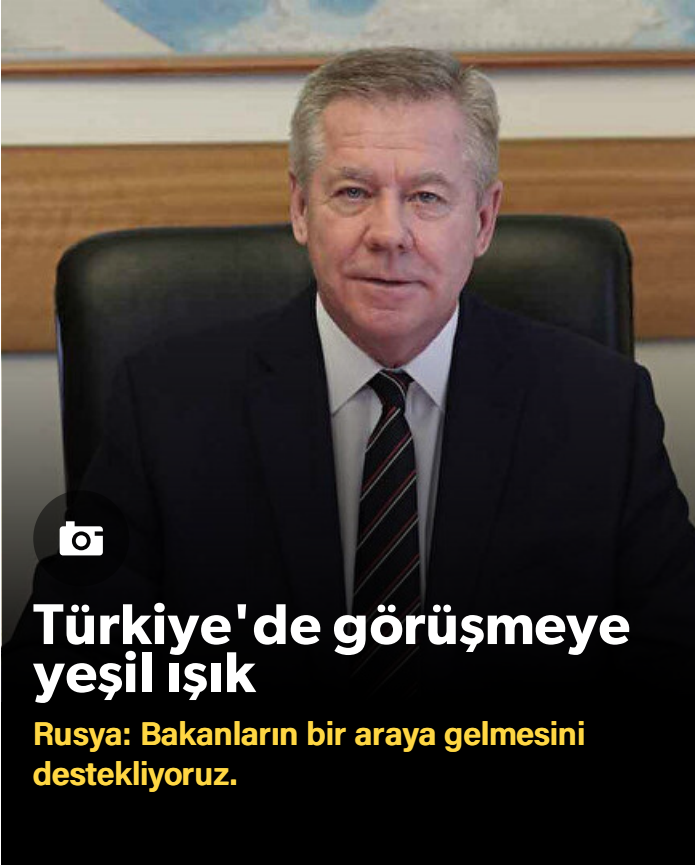 Türkiye'de görüşmeye
yeşil ışık
Rusya: Bakanların bir araya gelmesini
destekliyoruz.